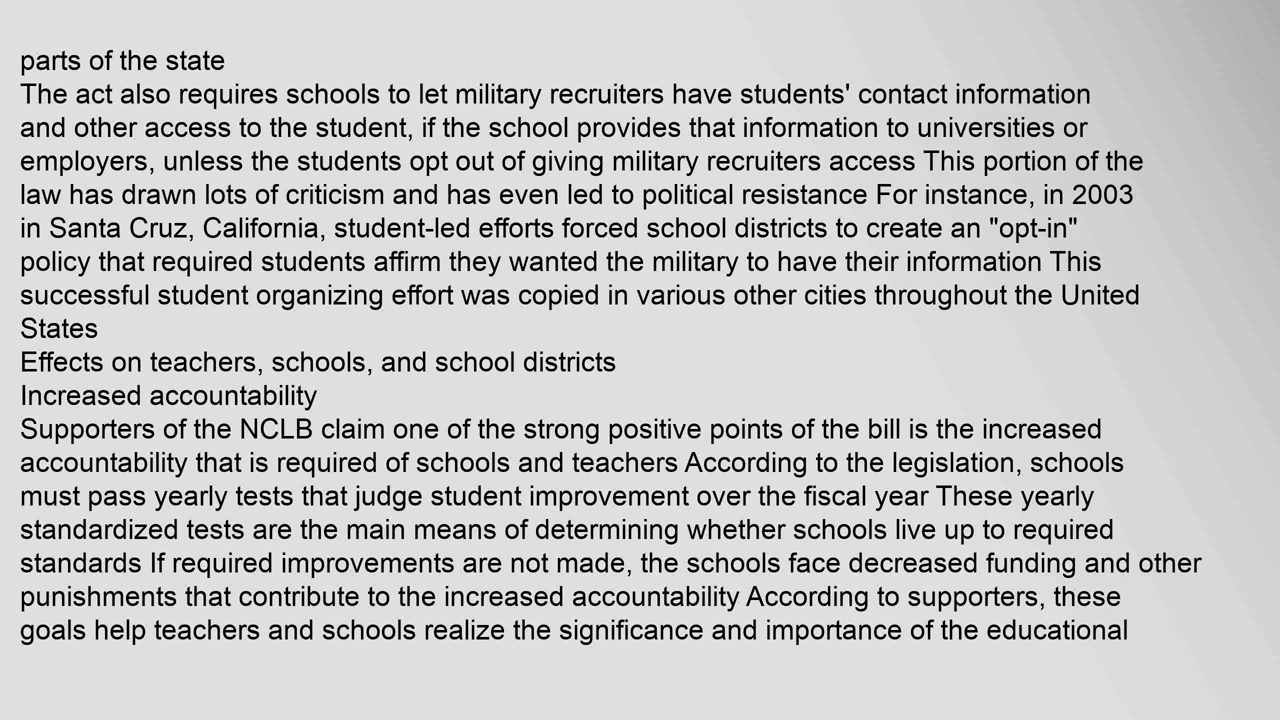 parts of the state
The act also requires schools to let military recruiters have students' contact information
and other access to the student, if the school provides that information to universities or
employers, unless the students opt out of giving military recruiters access This portion of the
law has drawn lots of criticism and has even led to political resistance For instance, in 2003
in Santa Cruz, California, student-led efforts forced school districts to create an "opt-in"
policy that required students affirm they wanted the military to have their information This
successful student organizing effort was copied in various other cities throughout the United
States
Effects on teachers, schools, and school districts
Increased accountability
Supporters of the NCLB claim one of the strong positive points of the bill is the increased
accountability that is required of schools and teachers According to the legislation, schools
must pass yearly tests that judge student improvement over the fiscal year These yearly
standardized tests are the main means of determining whether schools live up to required
standards If required improvements are not made, the schools face decreased funding and other
punishments that contribute to the increased accountability According to supporters, these
goals help teachers and schools realize the significance and importance of the educational